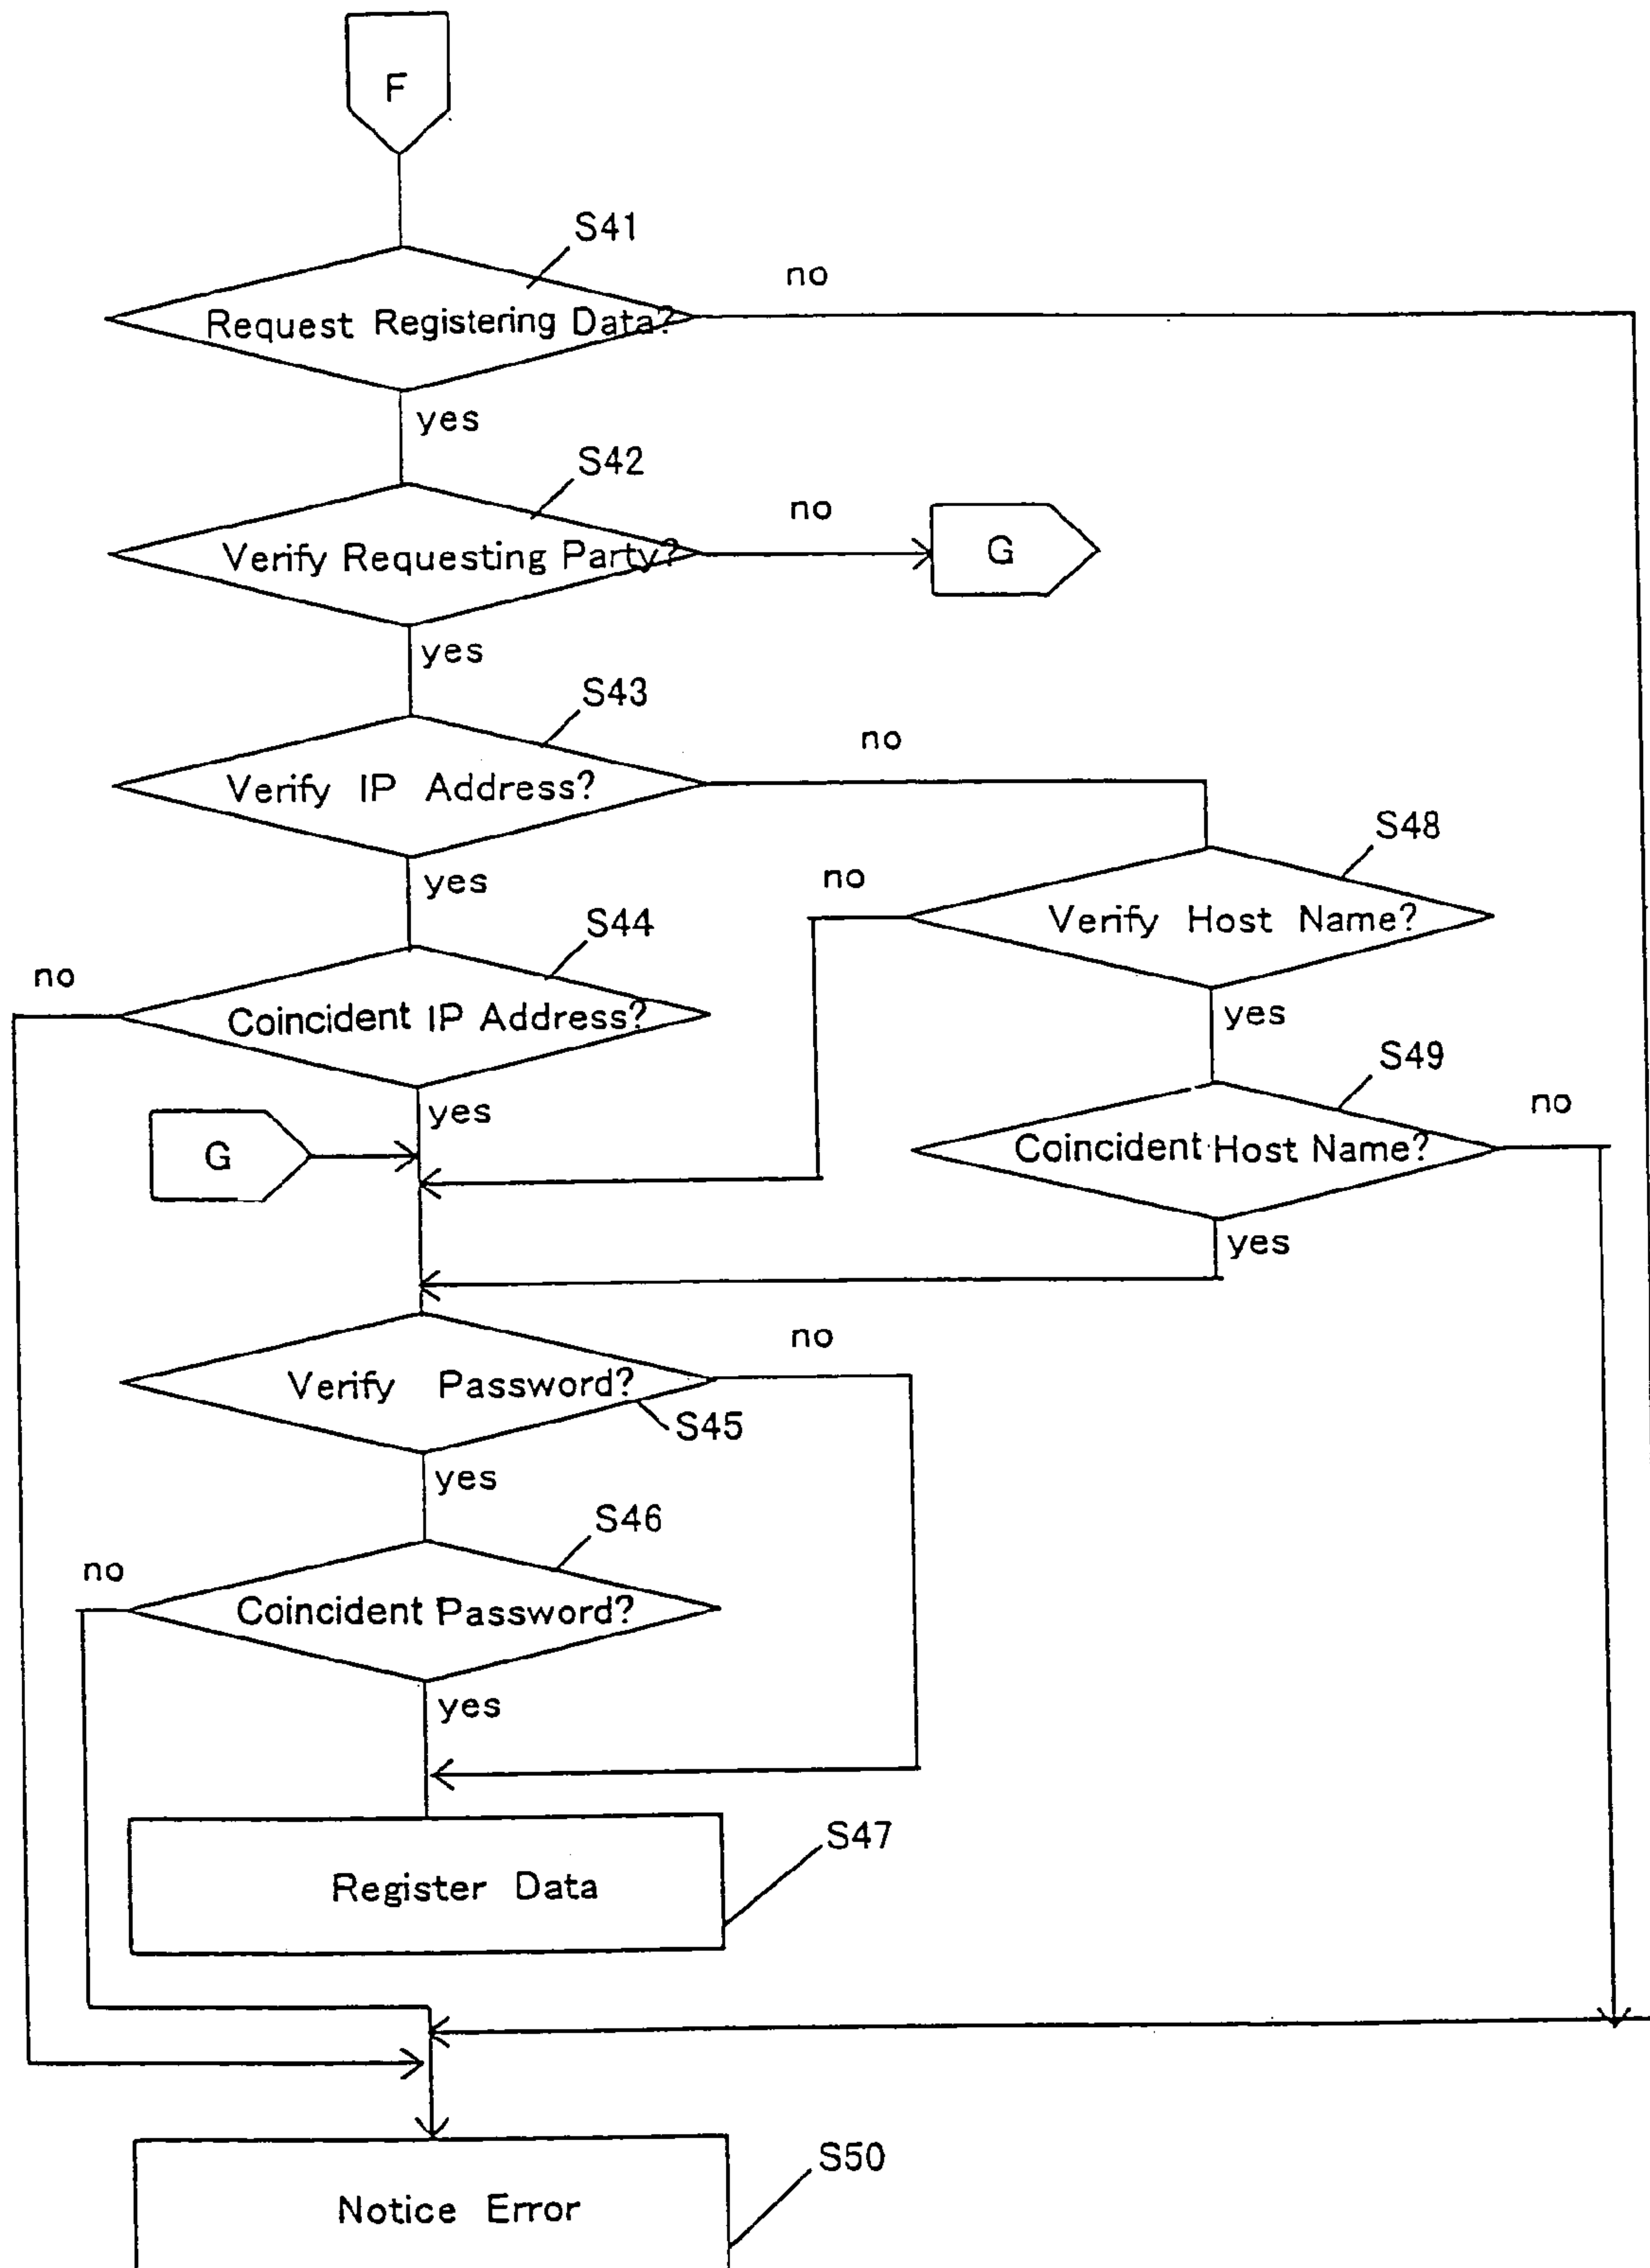 F
S41
no
Request Registering Data?
yes
S42
no
Verify Requesting Party?
G
yes
S43
no
Verify IP Address?
S48
yes
no
Verify Host Name?
S44
no
Coincident IP Address?
yes
S49
yes
no
G
Coincident Host Name?
yes
no
Verify Password?
S45
yes
S46
no
Coincident Password?
yes
S47
Register Data
S50
Notice Error